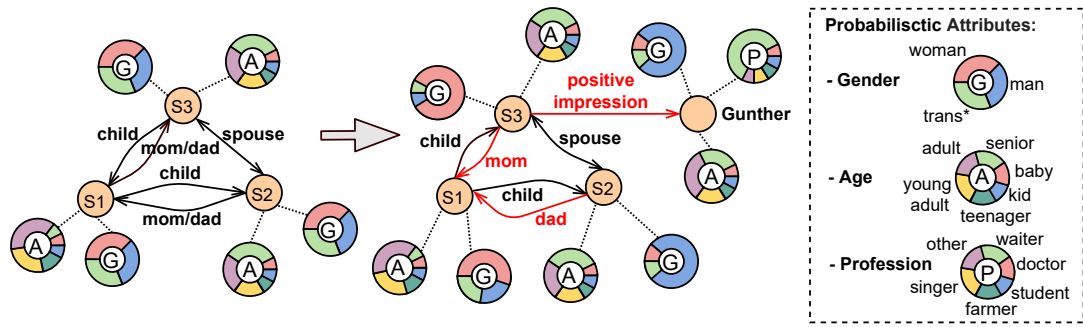 G
A
S3
child
mom/dad
spouse
child
S1
S2
mom/dad
A
G
A
G
G
A
G
P
S3
positive
impression
Gunther
child
mom
spouse
A
S1
child
S2
dad
A
G
A
G
Probabilisctic Attributes:
woman
- Gender
G
man
trans*
adult
senior
baby
- Age
A
kid
young
adult
teenager
other
waiter
doctor
- Profession
P
singer
student
farmer